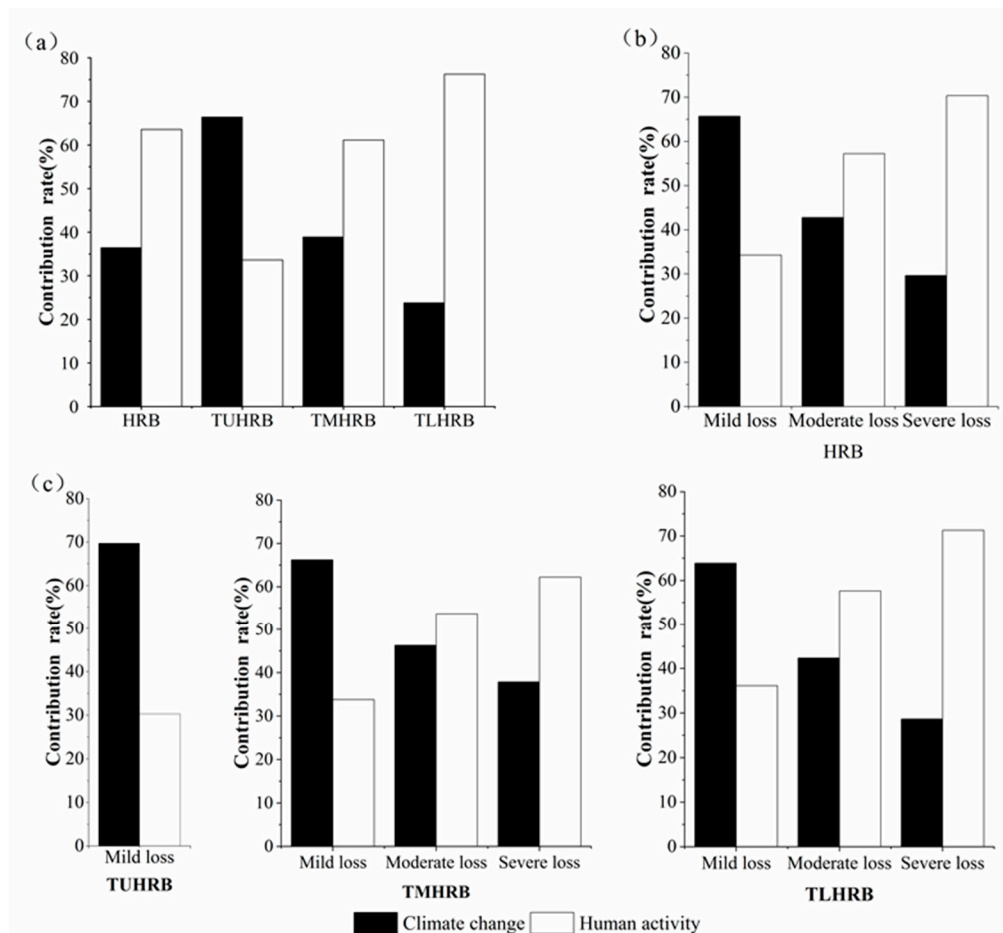 （a）
80
70
60
50
40
30
20
10
0
Contribution rate(%)
HRB TUHRB TMHRB TLHRB
（b）
80
70
60
50
40
30
20
10
0
Contribution rate(%)
Mild loss Moderate loss Severe loss
HRB
（c）
80
70
60
50
40
30
20
10
0
Contribution rate(%)
Mild loss
TUHRB
80
70
60
50
40
30
20
10
0
Contribution rate(%)
Mild loss Moderate loss Severe loss
TMHRB
80
70
60
50
40
30
20
10
0
Contribution rate(%)
Mild loss Moderate loss Severe loss
TLHRB
Climate change Human activity